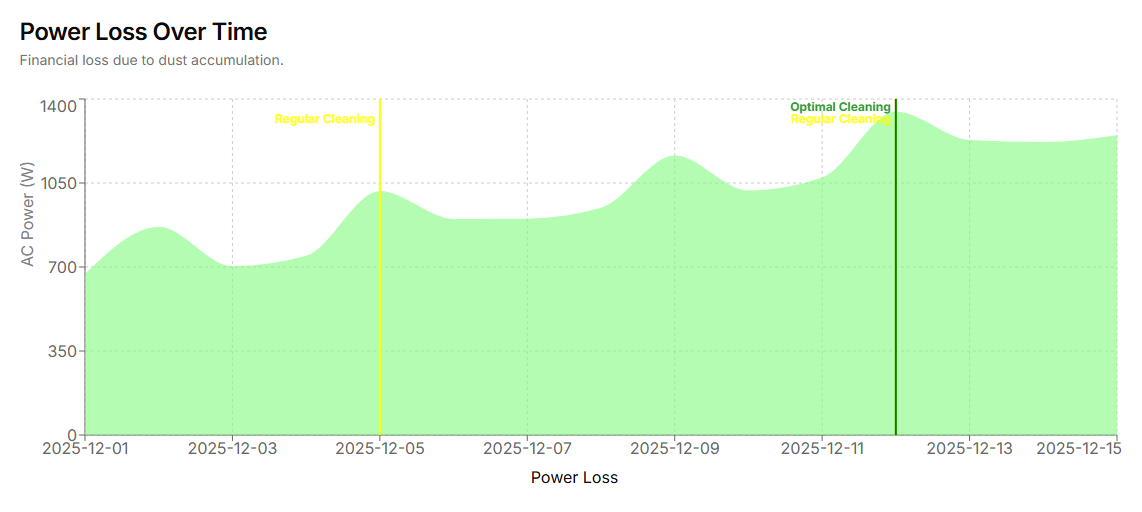 Power Loss Over Time
Financial loss due to dust accumulation.
1400
1050
700
350
0
AC Power (W)
Regular Cleaning
Optimal Cleaning
Regular Cleaning
2025-12-01 2025-12-03 2025-12-05 2025-12-07 2025-12-09 2025-12-11 2025-12-13 2025-12-15
Power Loss